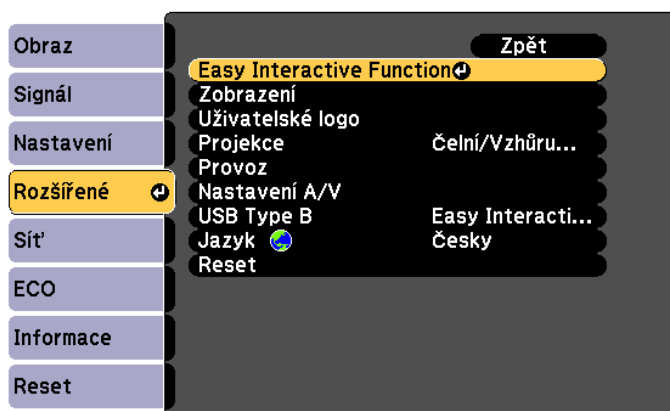 Obraz
Signál
Nastavení
Rozšířené
Síť
ECO
Informace
Reset
Zpět
Easy Interactive Function
Zobrazení
Uživatelské logo
Projekce Čelní/Vzhůru...
Provoz
Nastavení A/V
USB Type B Easy Interacti...
Jazyk Česky
Reset